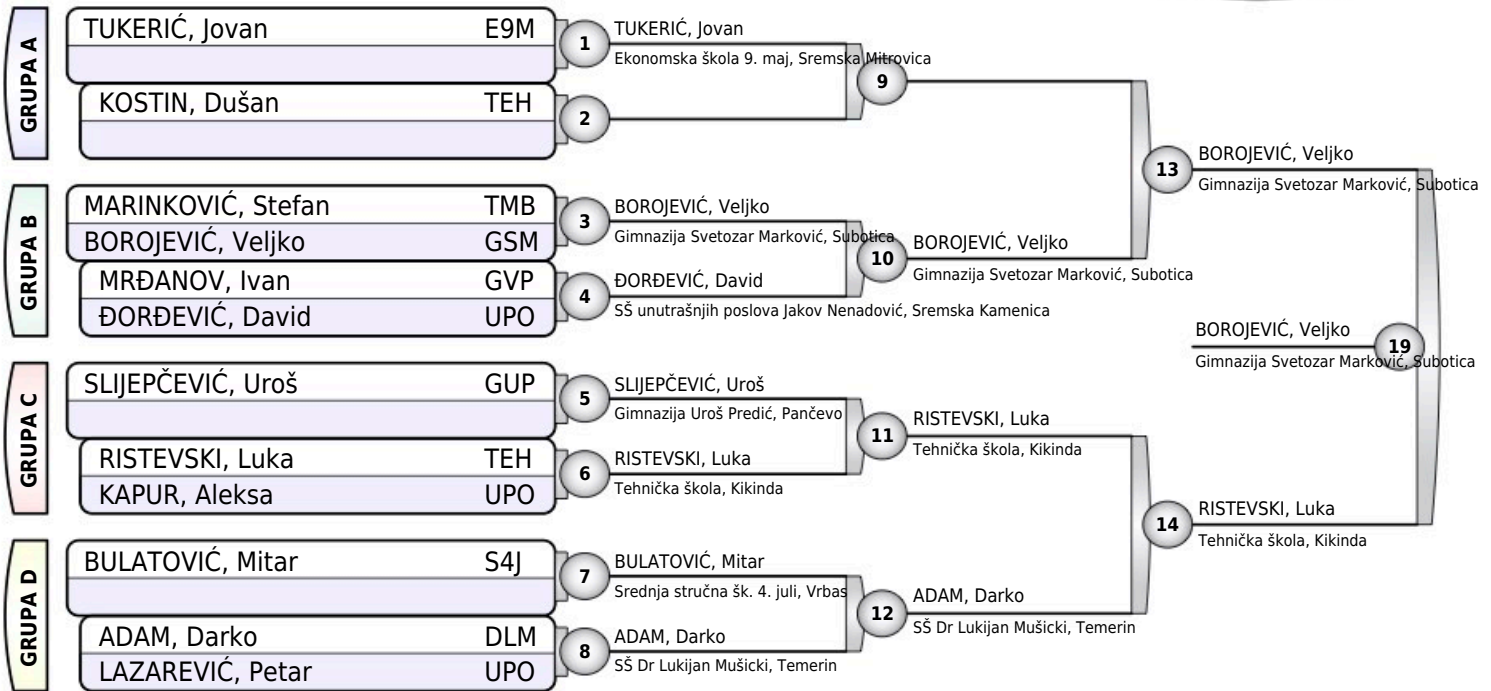 GRUPA A
TUKERIĆ, Jovan E9M
KOSTIN, Dušan TEH
1
2
TUKERIĆ, Jovan
Ekonomska škola 9. maj, Sremska Mitrovica
9
GRUPA B
MARINKOVIĆ, Stefan TMB
BOROJEVIĆ, Veljko GSM
MRĐANOV, Ivan GVP
ĐORĐEVIĆ, David UPO
3
4
BOROJEVIĆ, Veljko
Gimnazija Svetozar Marković, Subotica
ĐORĐEVIĆ, David
SŠ unutrašnjih poslova Jakov Nenadović, Sremska Kamenica
10
BOROJEVIĆ, Veljko
Gimnazija Svetozar Marković, Subotica
13
BOROJEVIĆ, Veljko
Gimnazija Svetozar Marković, Subotica
GRUPA C
SLIJEPČEVIĆ, Uroš GUP
RISTEVSKI, Luka TEH
KAPUR, Aleksa UPO
5
6
SLIJEPČEVIĆ, Uroš
Gimnazija Uroš Predić, Pančevo
RISTEVSKI, Luka
Tehnička škola, Kikinda
11
RISTEVSKI, Luka
Tehnička škola, Kikinda
GRUPA D
BULATOVIĆ, Mitar S4J
ADAM, Darko DLM
LAZAREVIĆ, Petar UPO
7
8
BULATOVIĆ, Mitar
Srednja stručna šk. 4. juli, Vrbas
ADAM, Darko
SŠ Dr Lukijan Mušicki, Temerin
12
ADAM, Darko
SŠ Dr Lukijan Mušicki, Temerin
14
RISTEVSKI, Luka
Tehnička škola, Kikinda
BOROJEVIĆ, Veljko
Gimnazija Svetozar Marković, Subotica
19